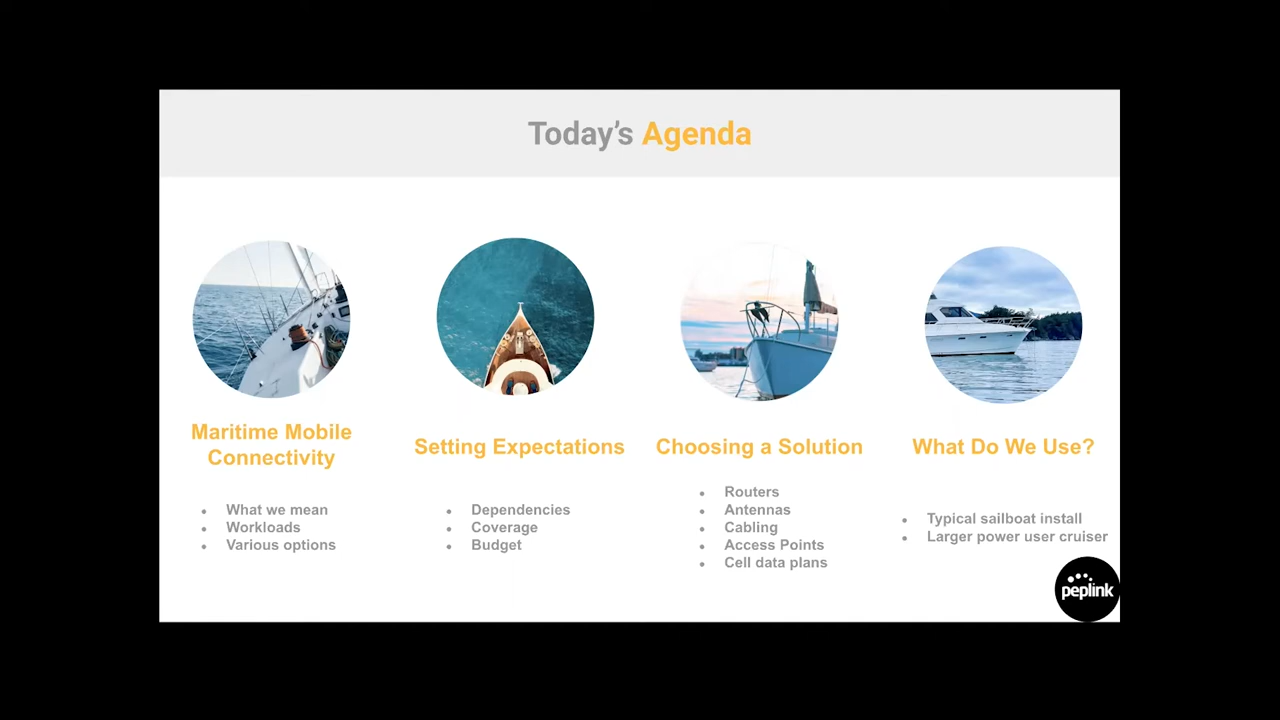 Today's Agenda
Maritime Mobile
Connectivity
• What we mean
• Workloads
• Various options
Setting Expectations
• Dependencies
• Coverage
• Budget
Choosing a Solution
• Routers
• Antennas
• Cabling
• Access Points
• Cell data plans
What Do We Use?
• Typical sailboat install
• Larger power user cruiser
peplink